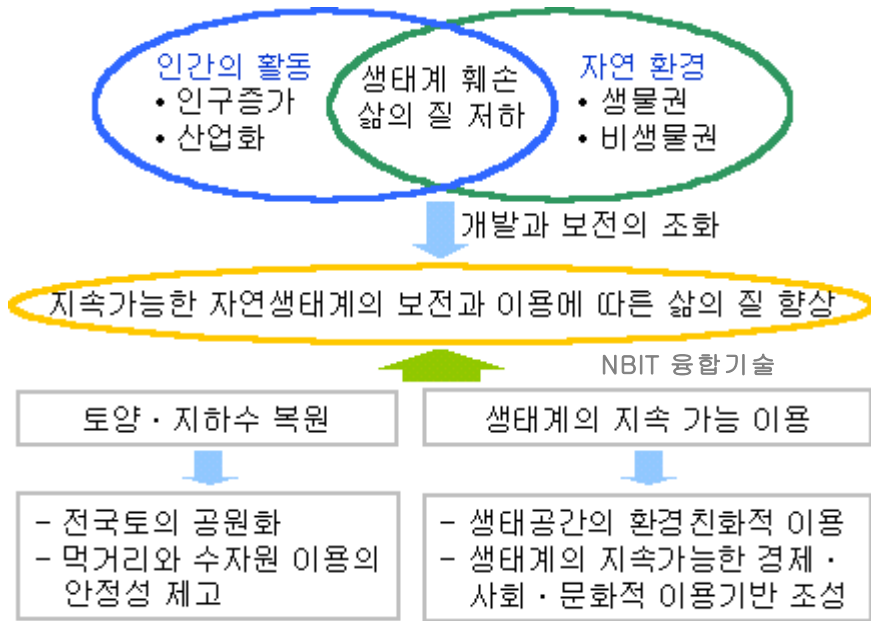 인간의 활동
• 인구증가
• 산업화
생태계 훼손
삶의 질 저하
자연 환경
• 생물권
• 비생물권
개발과 보전의 조화
지속가능한 자연생태계의 보전과 이용에 따른 삶의 질 향상
NBIT 융합기술
토양 · 지하수 복원
생태계의 지속 가능 이용
- 전국토의 공원화
- 먹거리와 수자원 이용의
안정성 제고
- 생태공간의 환경친화적 이용
- 생태계의 지속가능한 경제 ·
사회 · 문화적 이용기반 조성